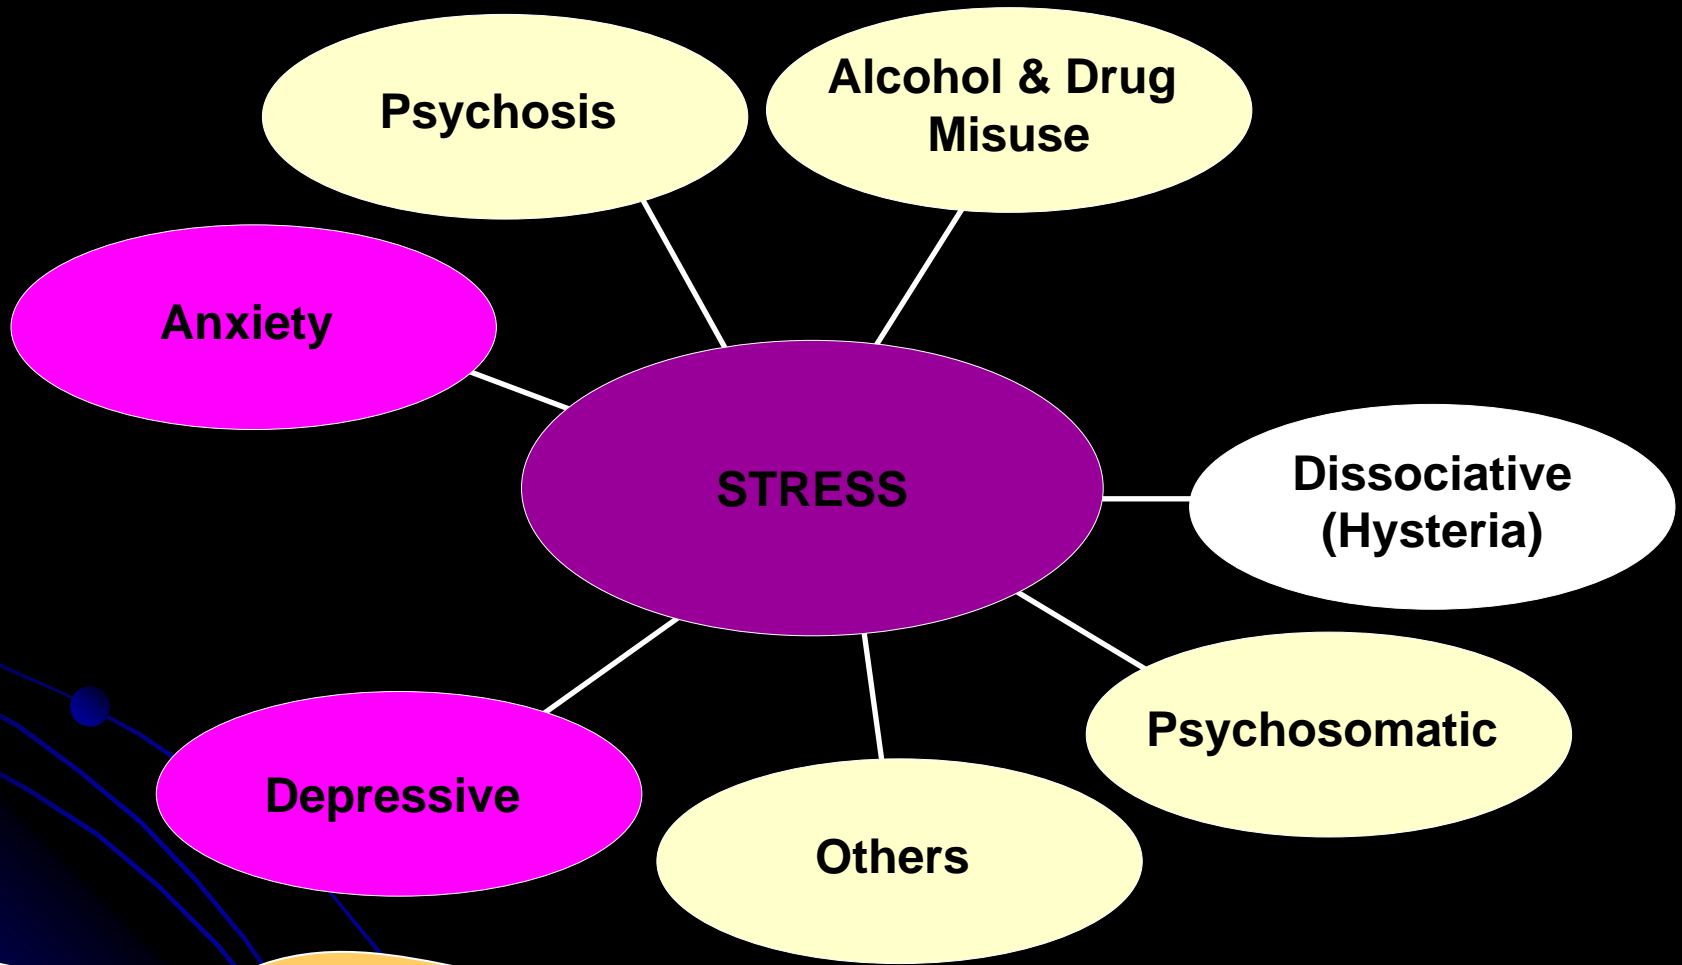 Psychosis
Alcohol & Drug
Misuse
Anxiety
STRESS
Dissociative
(Hysteria)
Psychosomatic
Depressive
Others